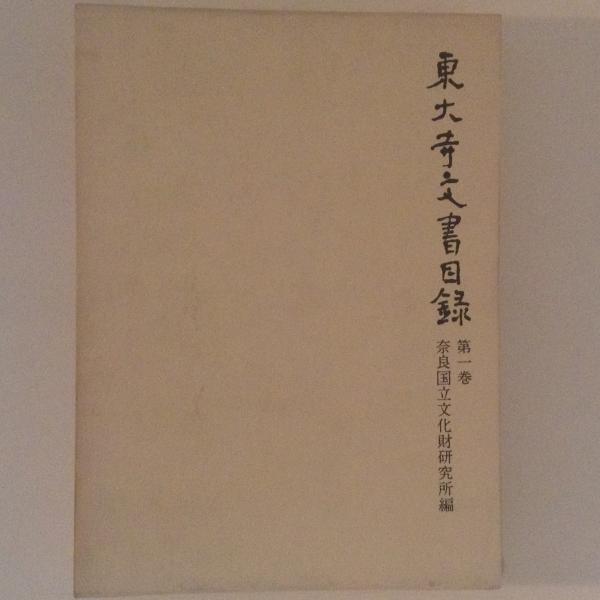 東大寺文書目録
第一巻
奈良国立文化財研究所編